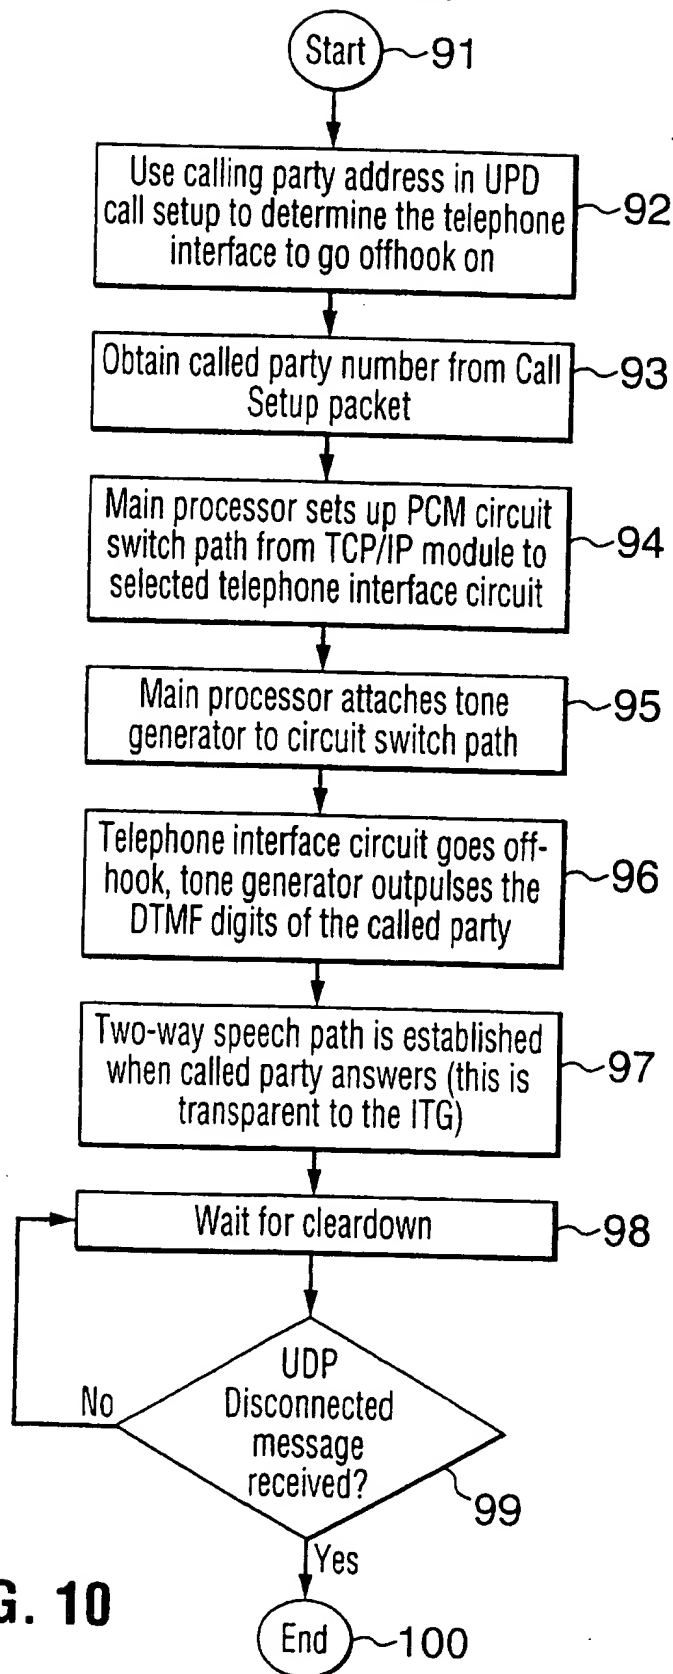 Start
91
Use calling party address in UPD
call setup to determine the telephone
interface to go offhook on
92
Obtain called party number from Call
Setup packet
93
Main processor sets up PCM circuit
switch path from TCP/IP module to
selected telephone interface circuit
94
Main processor attaches tone
generator to circuit switch path
95
Telephone interface circuit goes off-
hook, tone generator outpulses the
DTMF digits of the called party
96
Two-way speech path is established
when called party answers (this is
transparent to the ITG)
97
Wait for cleardown
98
UDP
Disconnected
message
received?
No
99
Yes
G. 10
End
100